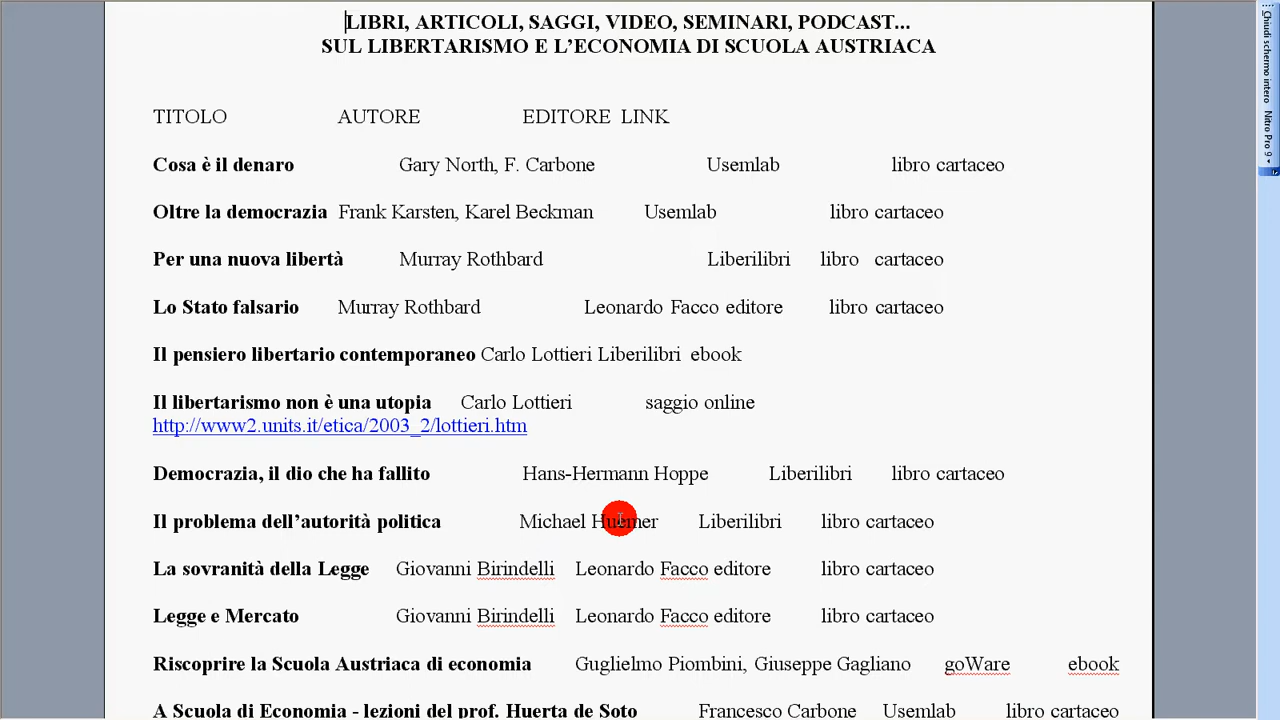 LIBRI, ARTICOLI, SAGGI, VIDEO, SEMINARI, PODCAST...
SUL LIBERTARISMO E L’ECONOMIA DI SCUOLA AUSTRIACA
TITOLO AUTORE EDITORE LINK
Cosa è il denaro Gary North, F. Carbone Usemlab libro cartaceo
Oltre la democrazia Frank Karsten, Karel Beckman Usemlab libro cartaceo
Per una nuova libertà Murray Rothbard Liberilibri libro cartaceo
Lo Stato falsario Murray Rothbard Leonardo Facco editore libro cartaceo
Il pensiero libertario contemporaneo Carlo Lottieri Liberilibri ebook
Il libertarismo non è una utopia Carlo Lottieri saggio online
http://www2.units.it/etica/2003_2/lottieri.htm
Democrazia, il dio che ha fallito Hans-Hermann Hoppe Liberilibri libro cartaceo
Il problema dell’autorità politica Michael Huemer Liberilibri libro cartaceo
La sovranità della Legge Giovanni Birindelli Leonardo Facco editore libro cartaceo
Legge e Mercato Giovanni Birindelli Leonardo Facco editore libro cartaceo
Riscoprire la Scuola Austriaca di economia Guglielmo Piombini, Giuseppe Gagliano goWare ebook
A Scuola di Economia - lezioni del prof. Huerta de Soto Francesco Carbone Usemlab libro cartaceo
Chiudi schermo intero Nitro Pro 9